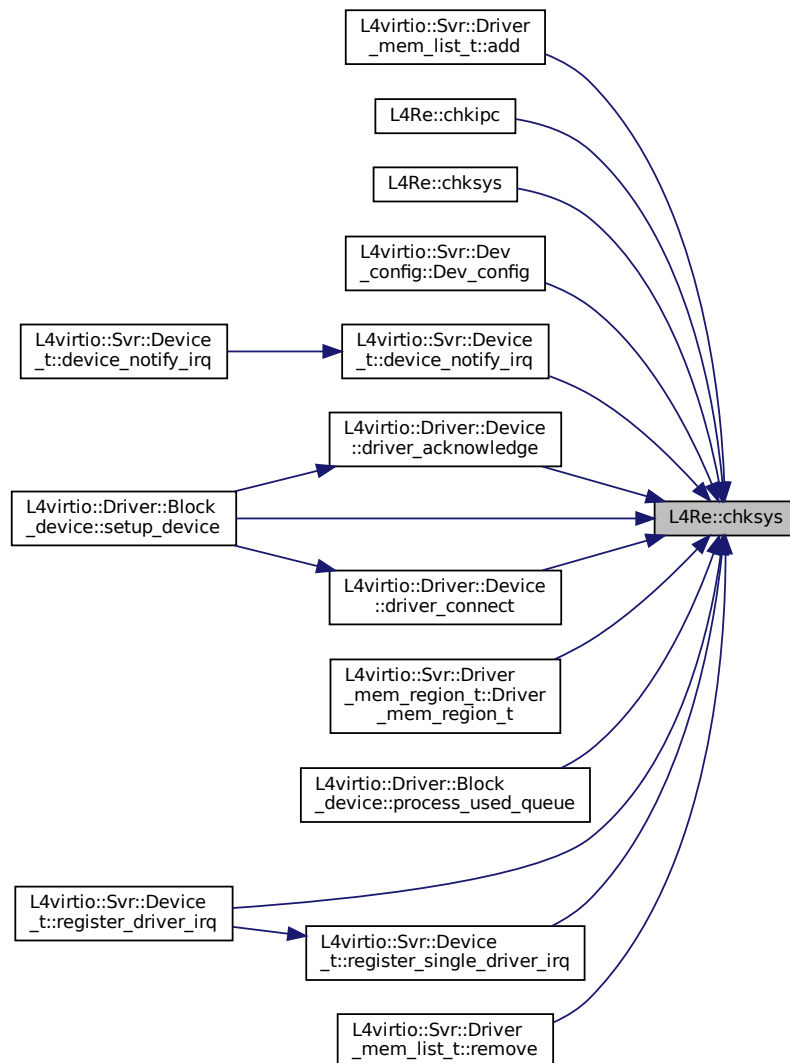 L4virtio::Svr::Driver
_mem_list_t::add
L4Re::chkipc
L4Re::chksys
L4virtio::Svr::Dev
_config::Dev_config
L4virtio::Svr::Device
_t::device_notify_irq
L4virtio::Svr::Device
_t::device_notify_irq
L4virtio::Driver::Device
::driver_acknowledge
L4virtio::Driver::Block
_device::setup_device
L4Re::chksys
L4virtio::Driver::Device
::driver_connect
L4virtio::Svr::Driver
_mem_region_t::Driver
_mem_region_t
L4virtio::Driver::Block
_device::process_used_queue
L4virtio::Svr::Device
_t::register_driver_irq
L4virtio::Svr::Device
_t::register_single_driver_irq
L4virtio::Svr::Driver
_mem_list_t::remove